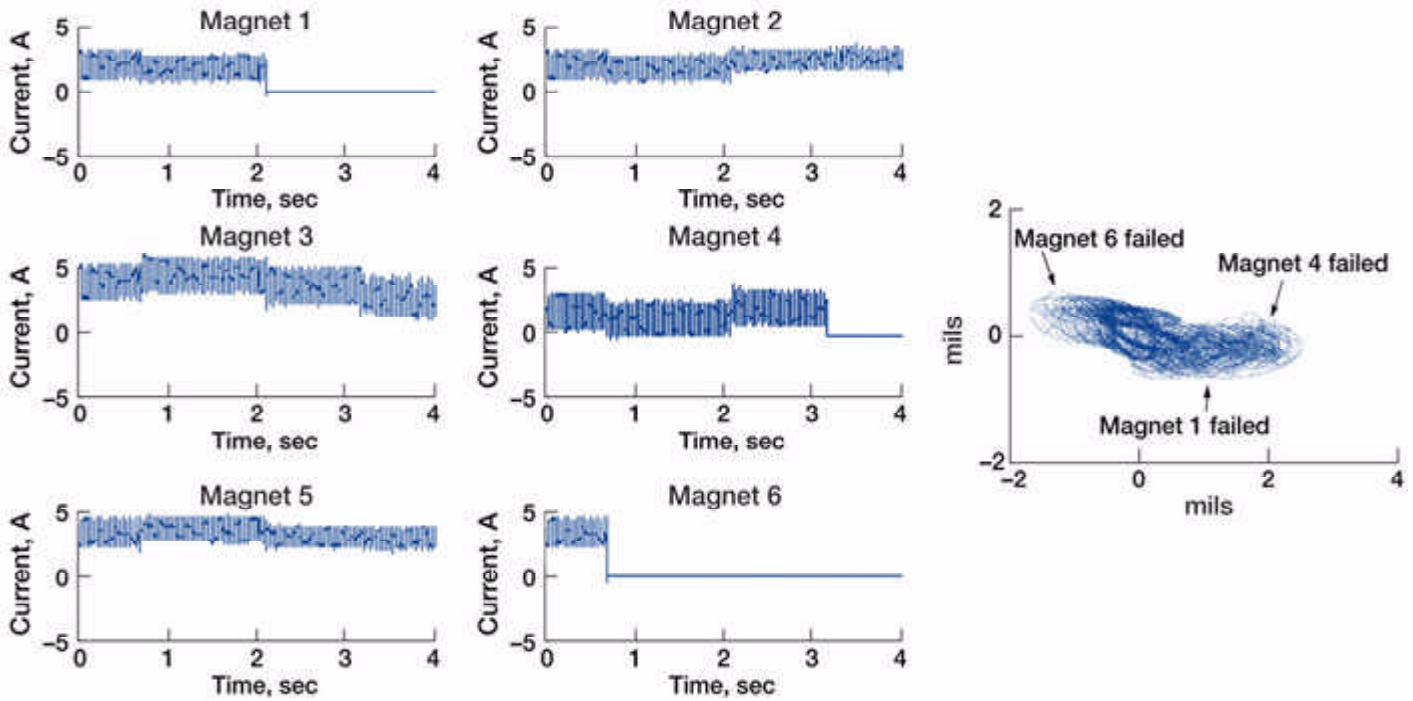 Magnet 1
Current, A
5
0
−5
0 1 2 3 4
Time, sec
Magnet 2
Current, A
5
0
−5
0 1 2 3 4
Time, sec
Magnet 3
Current, A
5
0
−5
0 1 2 3 4
Time, sec
Magnet 4
Current, A
5
0
−5
0 1 2 3 4
Time, sec
Magnet 5
Current, A
5
0
−5
0 1 2 3 4
Time, sec
Magnet 6
Current, A
5
0
−5
0 1 2 3 4
Time, sec
2
Magnet 6 failed
Magnet 4 failed
mils
0
Magnet 1 failed
−2
−2 0 2 4
mils